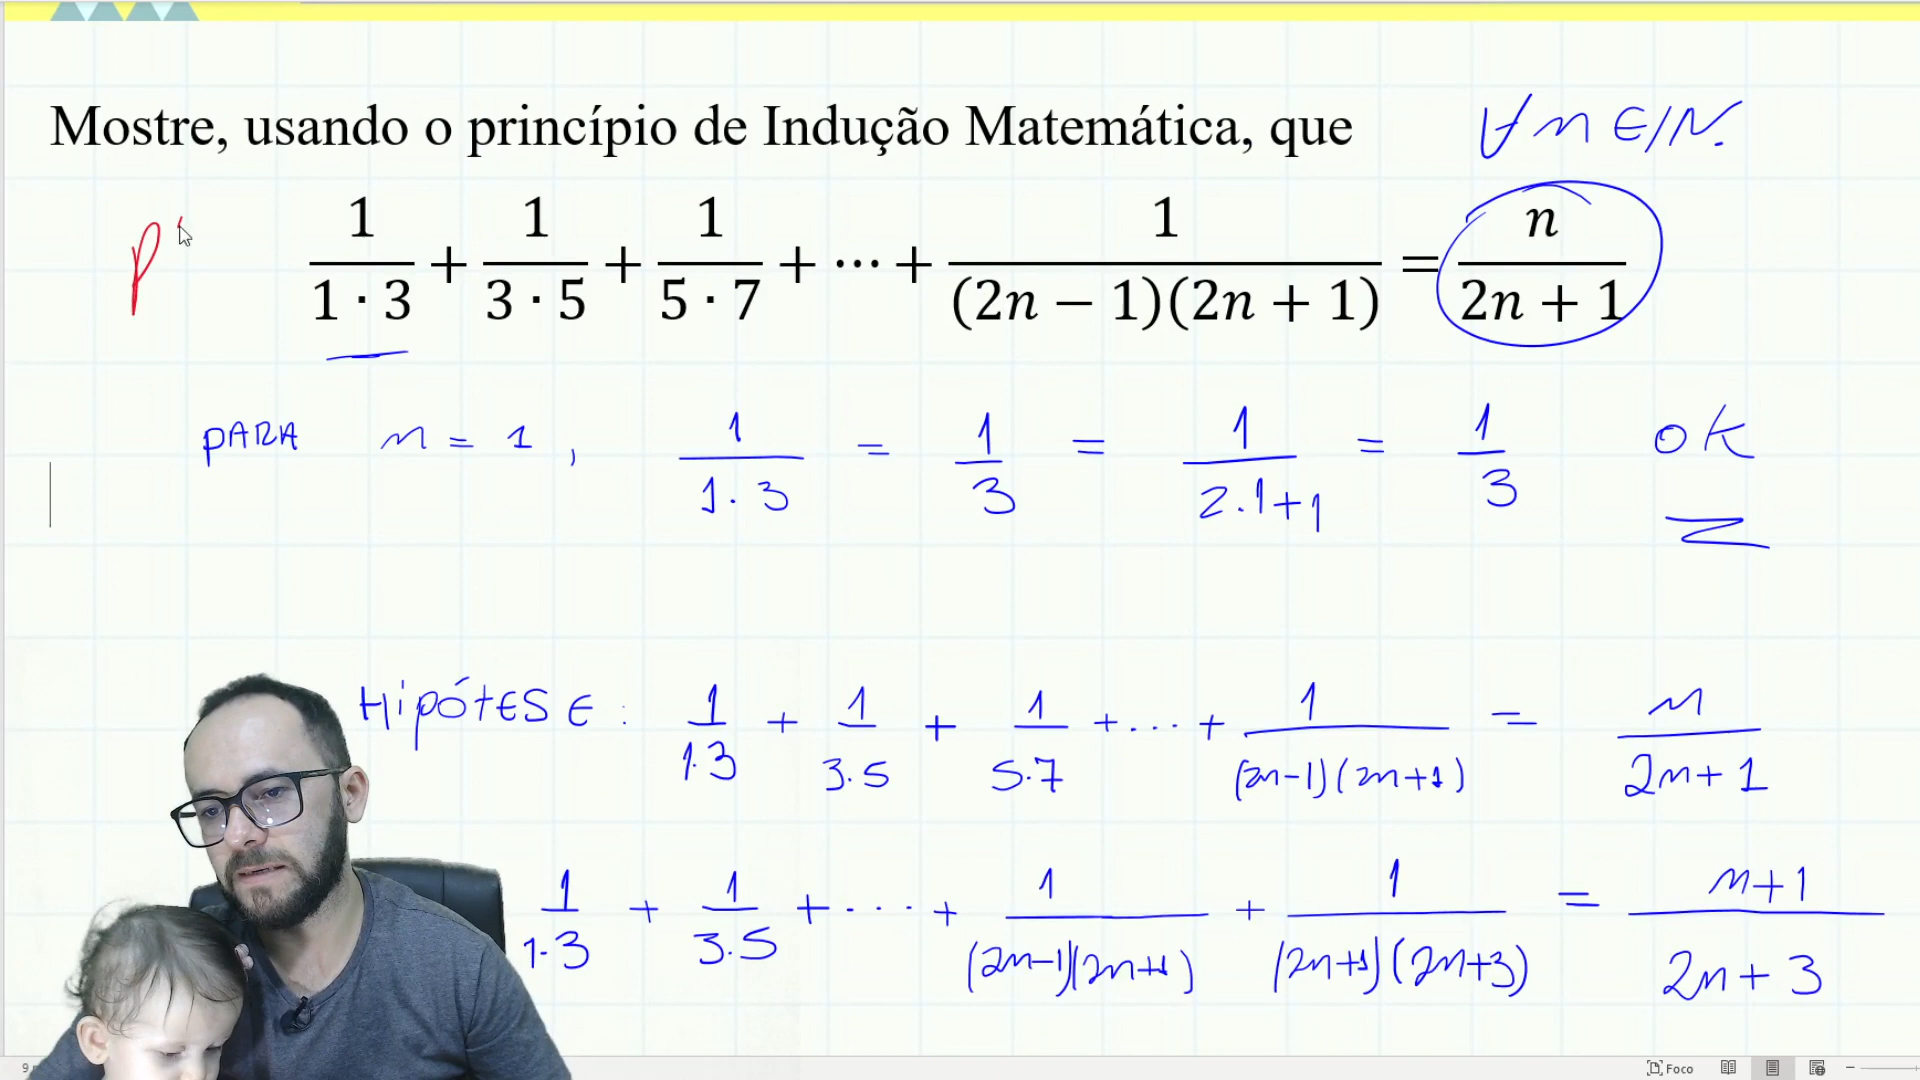 Mostre, usando o princípio de Indução Matemática, que ∀n∈ℕ.
p 1/(1·3) + 1/(3·5) + 1/(5·7) + ⋯ + 1/((2n − 1)(2n + 1)) = n/(2n + 1)
PARA n = 1, 1/(1·3) = 1/3 = 1/(2.1+1) = 1/3 OK
HIPÓTESE: 1/(1.3) + 1/(3.5) + 1/(5.7) +...+ 1/((2n-1)(2n+1)) = n/(2n+1)
1/(1.3) + 1/(3.5) +....+ 1/((2n-1)(2n+1)) + 1/((2n+1)(2n+3)) = (n+1)/(2n+3)
Foco